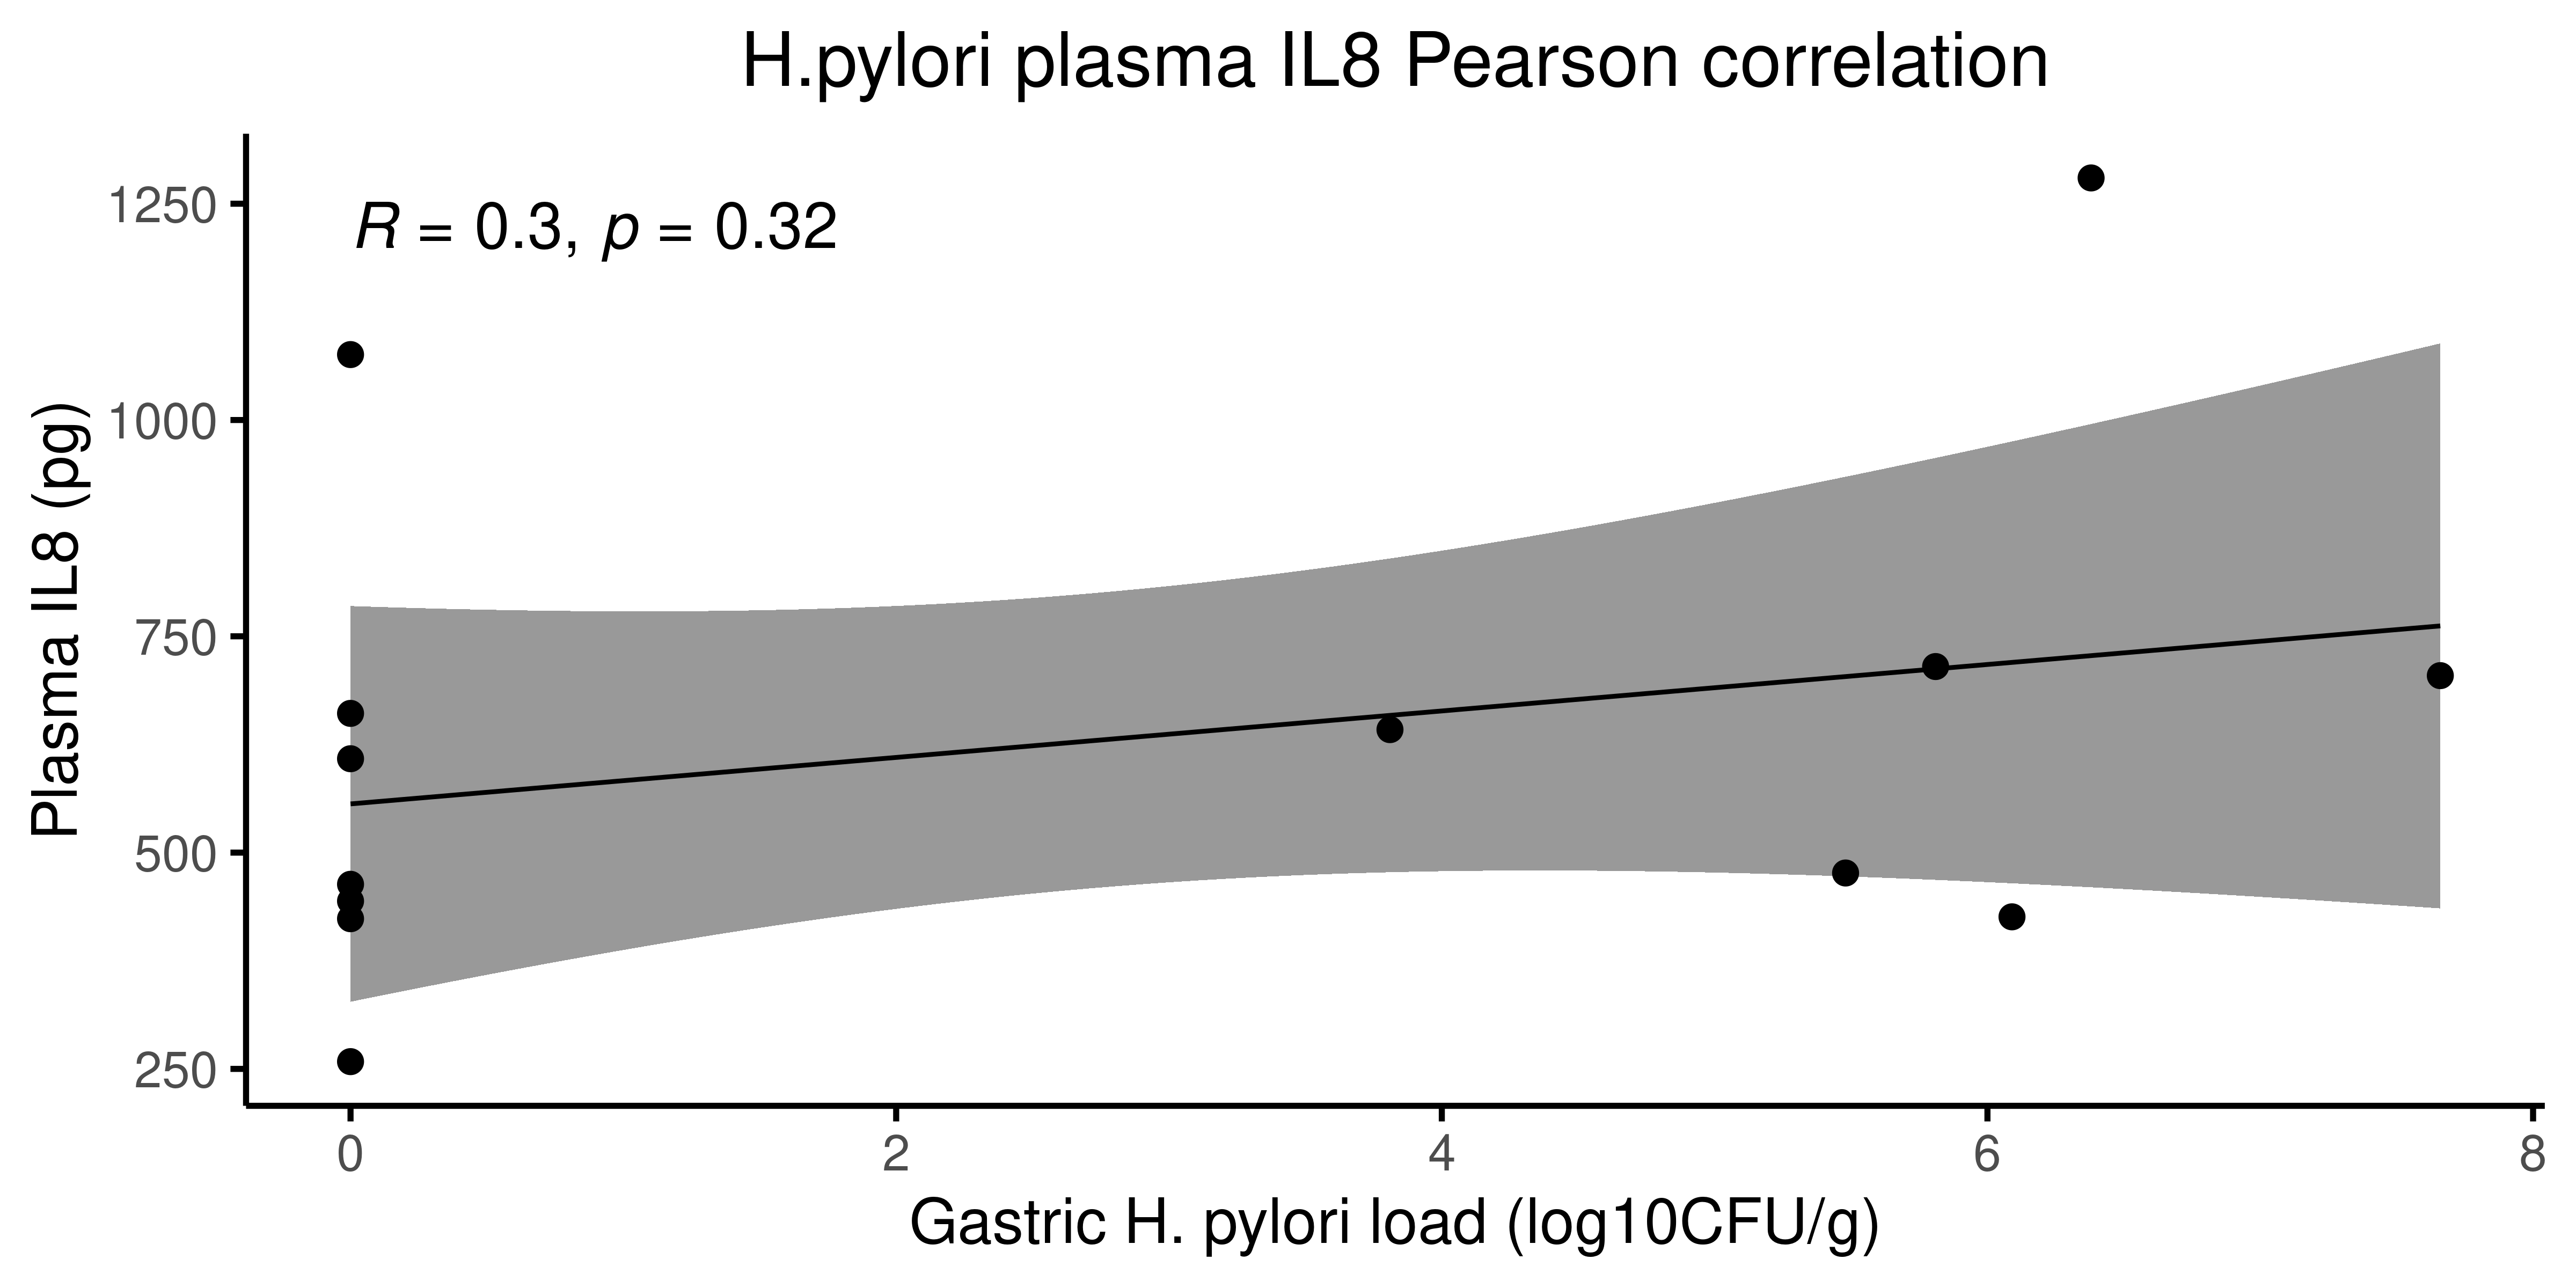 H.pylori plasma IL8 Pearson correlation
R = 0.3, p = 0.32
Plasma IL8 (pg)
1250
1000
750
500
250
0 2 4 6 8
Gastric H. pylori load (log10CFU/g)